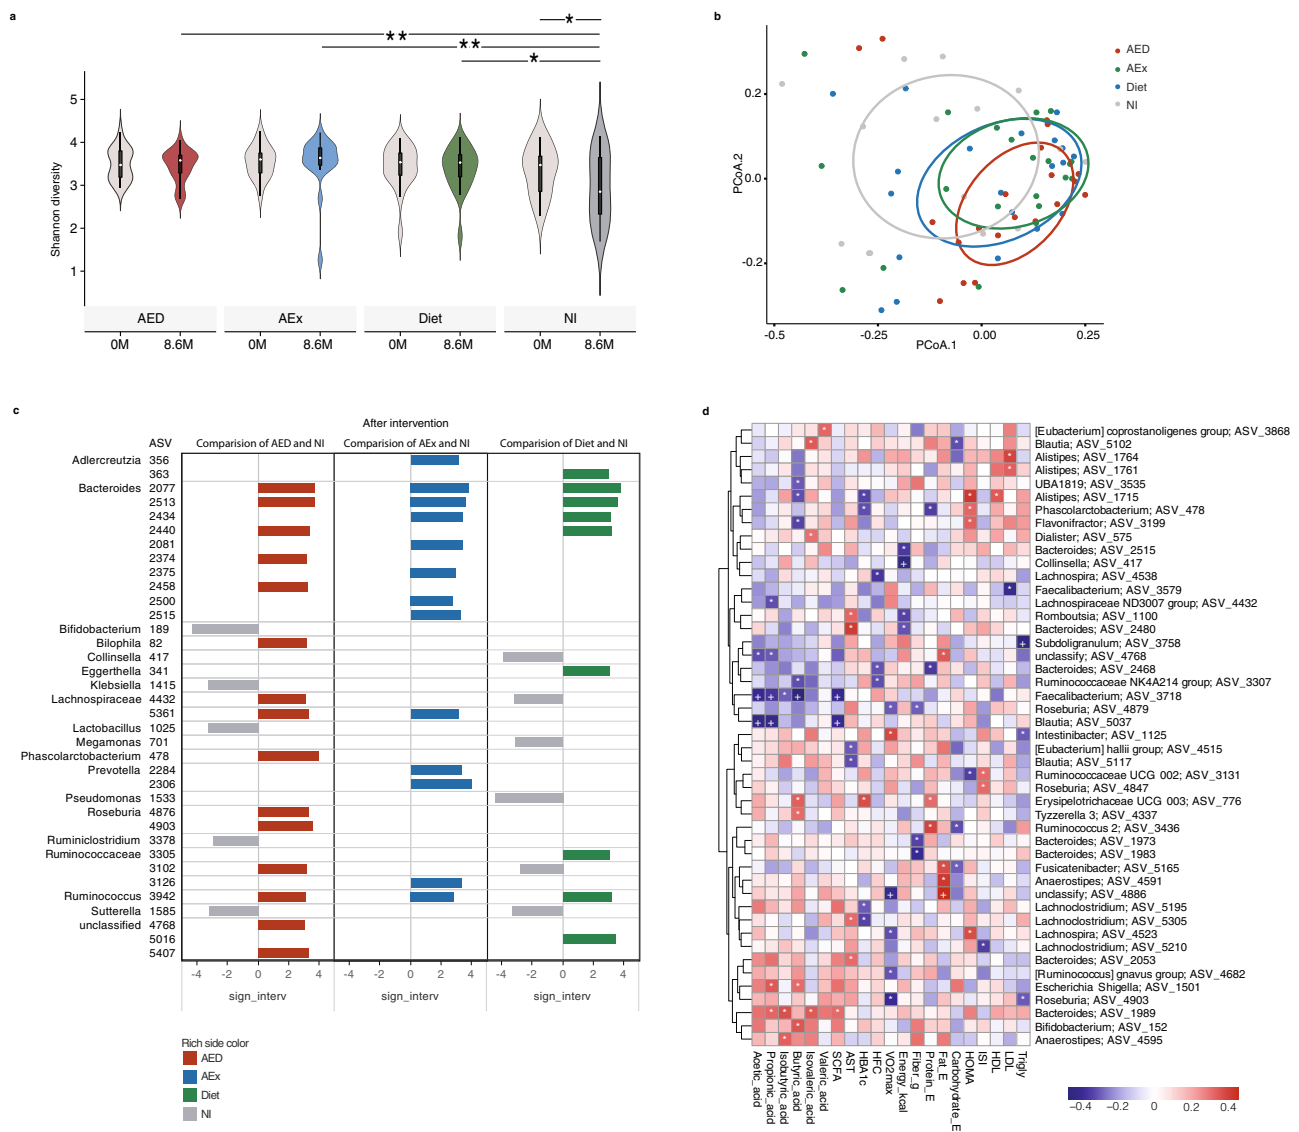 a
*
**
**
*
Shannon diversity
5
4
3
2
1
AED
AEx
Diet
NI
0M
8.6M
0M
8.6M
0M
8.6M
0M
8.6M
b
AED
AEx
Diet
NI
PCoA.2
0.2
0.0
-0.2
-0.5
-0.25
0.00
0.25
PCoA.1
c
After intervention
ASV
Comparision of AED and NI
Comparision of AEx and NI
Comparision of Diet and NI
Adlercreutzia 356
363
Bacteroides 2077
2513
2434
2440
2081
2374
2375
2458
2500
2515
Bifidobacterium 189
Bilophila 82
Collinsella 417
Eggerthella 341
Klebsiella 1415
Lachnospiraceae 4432
5361
Lactobacillus 1025
Megamonas 701
Phascolarctobacterium 478
Prevotella 2284
2306
Pseudomonas 1533
Roseburia 4876
4903
Ruminiclostridium 3378
Ruminococcaceae 3305
3102
3126
Ruminococcus 3942
Sutterella 1585
unclassified 4768
5016
5407
-4 -2 0 2 4
-4 -2 0 2 4
-4 -2 0 2 4
sign_interv
sign_interv
sign_interv
Rich side color
AED
AEx
Diet
NI
d
[Eubacterium] coprostanoligenes group; ASV_3868
Blautia; ASV_5102
Alistipes; ASV_1764
Alistipes; ASV_1761
UBA1819; ASV_3535
Alistipes; ASV_1715
Phascolarctobacterium; ASV_478
Flavonifractor; ASV_3199
Dialister; ASV_575
Bacteroides; ASV_2515
Collinsella; ASV_417
Lachnospira; ASV_4538
Faecalibacterium; ASV_3579
Lachnospiraceae ND3007 group; ASV_4432
Romboutsia; ASV_1100
Bacteroides; ASV_2480
Subdoligranulum; ASV_3758
unclassify; ASV_4768
Bacteroides; ASV_2468
Ruminococcaceae NK4A214 group; ASV_3307
Faecalibacterium; ASV_3718
Roseburia; ASV_4879
Blautia; ASV_5037
Intestinibacter; ASV_1125
[Eubacterium] hallii group; ASV_4515
Blautia; ASV_5117
Ruminococcaceae UCG 002; ASV_3131
Roseburia; ASV_4847
Erysipelotrichaceae UCG 003; ASV_776
Tyzzerella 3; ASV_4337
Ruminococcus 2; ASV_3436
Bacteroides; ASV_1973
Bacteroides; ASV_1983
Fusicatenibacter; ASV_5165
Anaerostipes; ASV_4591
unclassify; ASV_4886
Lachnoclostridium; ASV_5195
Lachnoclostridium; ASV_5305
Lachnospira; ASV_4523
Lachnoclostridium; ASV_5210
Bacteroides; ASV_2053
[Ruminococcus] gnavus group; ASV_4682
Escherichia Shigella; ASV_1501
Roseburia; ASV_4903
Bacteroides; ASV_1989
Bifidobacterium; ASV_152
Anaerostipes; ASV_4595
Acetic_acid
Propionic_acid
Isobutyric_acid
Butyric_acid
Isovaleric_acid
Valeric_acid
SCFA
AST
HBA1c
HFC
VO2max
Energy_kcal
Fiber_g
Protein_E
Fat_E
Carbohydrate_E
HOMA
ISI
HDL
LDL
Trigly
−0.4 −0.2 0 0.2 0.4